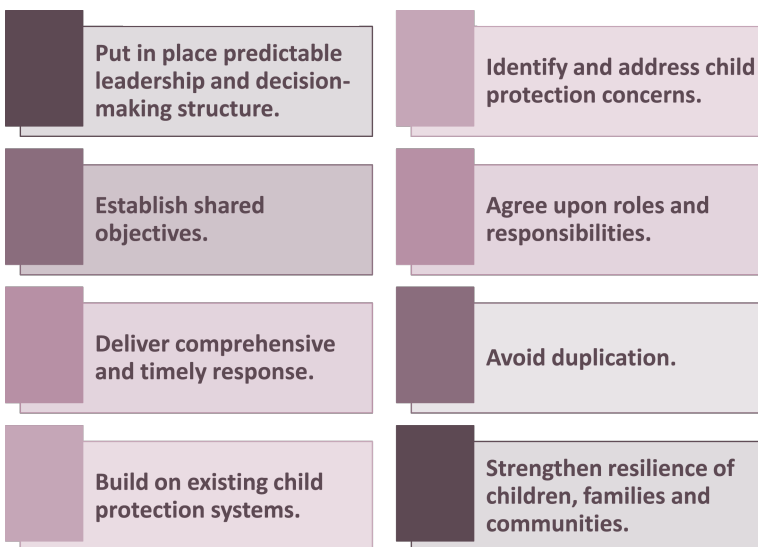 Put in place predictable
leadership and decision-
making structure.
Identify and address child
protection concerns.
Establish shared
objectives.
Agree upon roles and
responsibilities.
Deliver comprehensive
and timely response.
Avoid duplication.
Build on existing child
protection systems.
Strengthen resilience of
children, families and
communities.